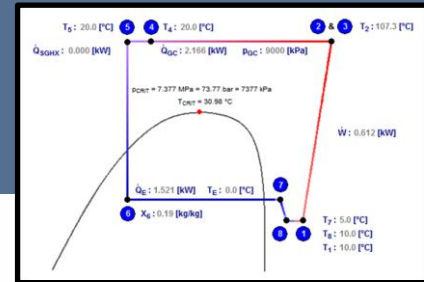 T₅ : 20.0 [°C] 5 4 T₄ : 20.0 [°C] 2 & 3 T₂ : 107.3 [°C]
Q̇SGHX : 0.000 [kW] Q̇GC : 2.166 [kW] pGC : 9000 [kPa]
pCRIT = 7.377 MPa = 73.77 bar = 7377 kPa
TCRIT = 30.98 °C
Ẇ : 0.612 [kW]
Q̇E : 1.521 [kW] TE : 0.0 [°C] 7
6 X₆ : 0.19 [kg/kg] 8 1 T₇ : 5.0 [°C]
T₈ : 10.0 [°C]
T₁ : 10.0 [°C]